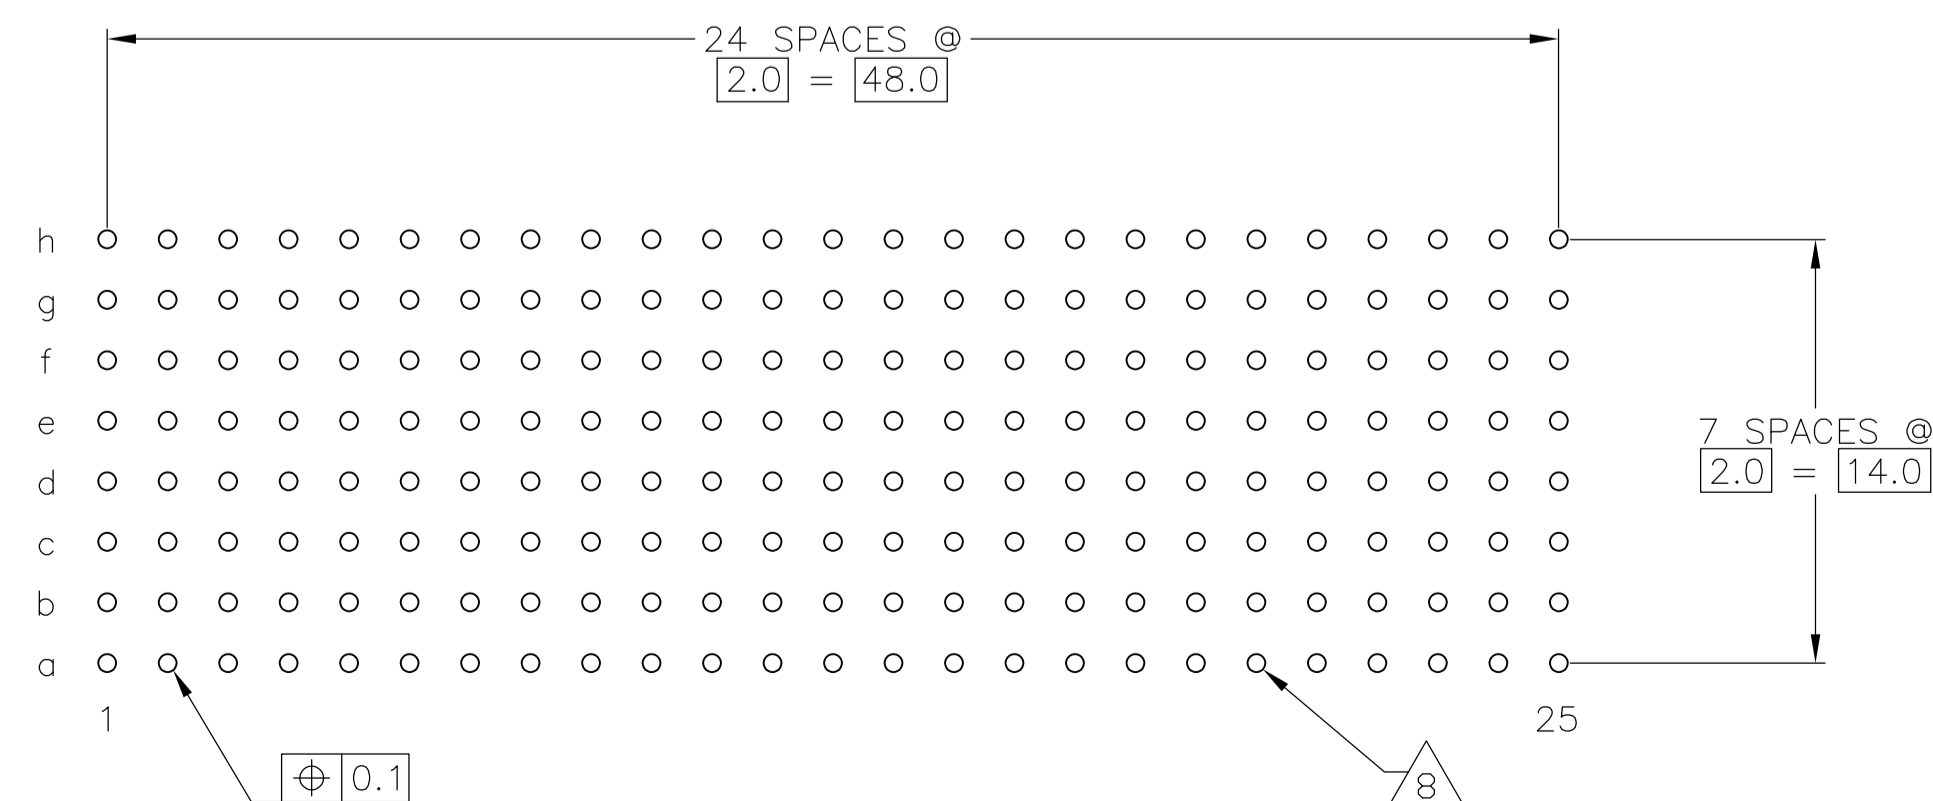 24 SPACES @
2.0 = 48.0
h
g
f
e
7 SPACES @
2.0 = 14.0
d
c
b
a
1
25
⌖ 0.1
8